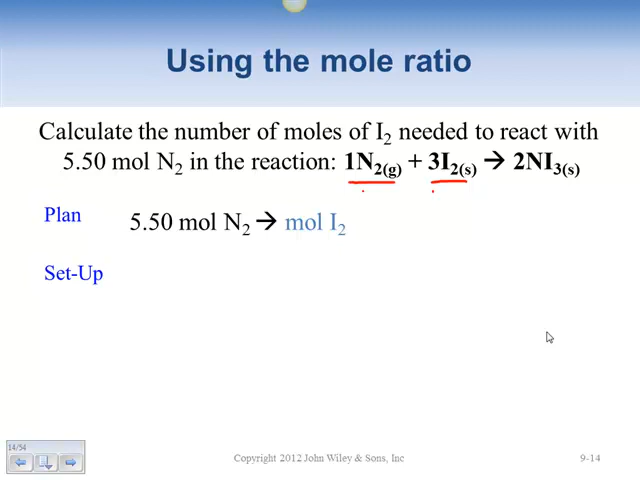 Using the mole ratio
Calculate the number of moles of I₂ needed to react with
5.50 mol N₂ in the reaction: 1N₂₍g₎ + 3I₂₍s₎ → 2NI₃₍s₎
Plan 5.50 mol N₂ → mol I₂
Set-Up
14/54
Copyright 2012 John Wiley & Sons, Inc 9-14